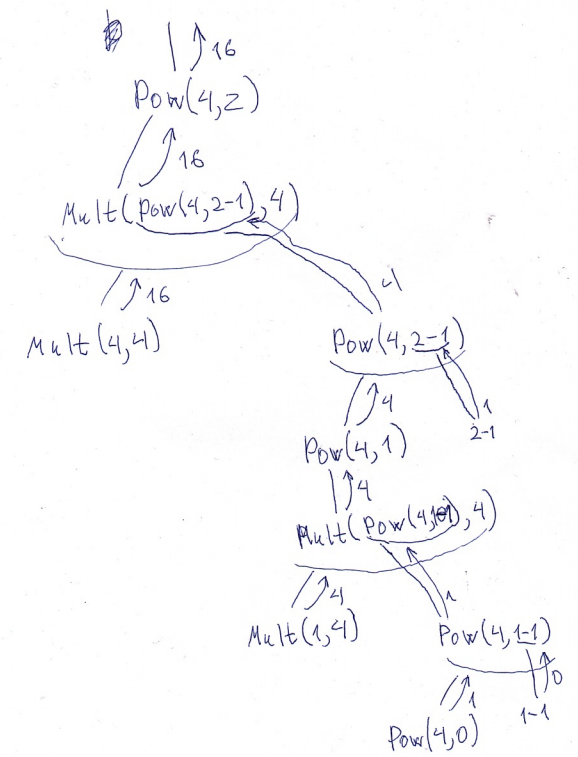 16
Pow(4,2)
16
Mult(Pow(4,2-1),4)
16
4
Mult(4,4)
Pow(4,2-1)
4
1
2-1
Pow(4,1)
4
Mult(Pow(4,1-1),4)
4
1
Mult(1,4)
Pow(4,1-1)
1
0
1-1
Pow(4,0)